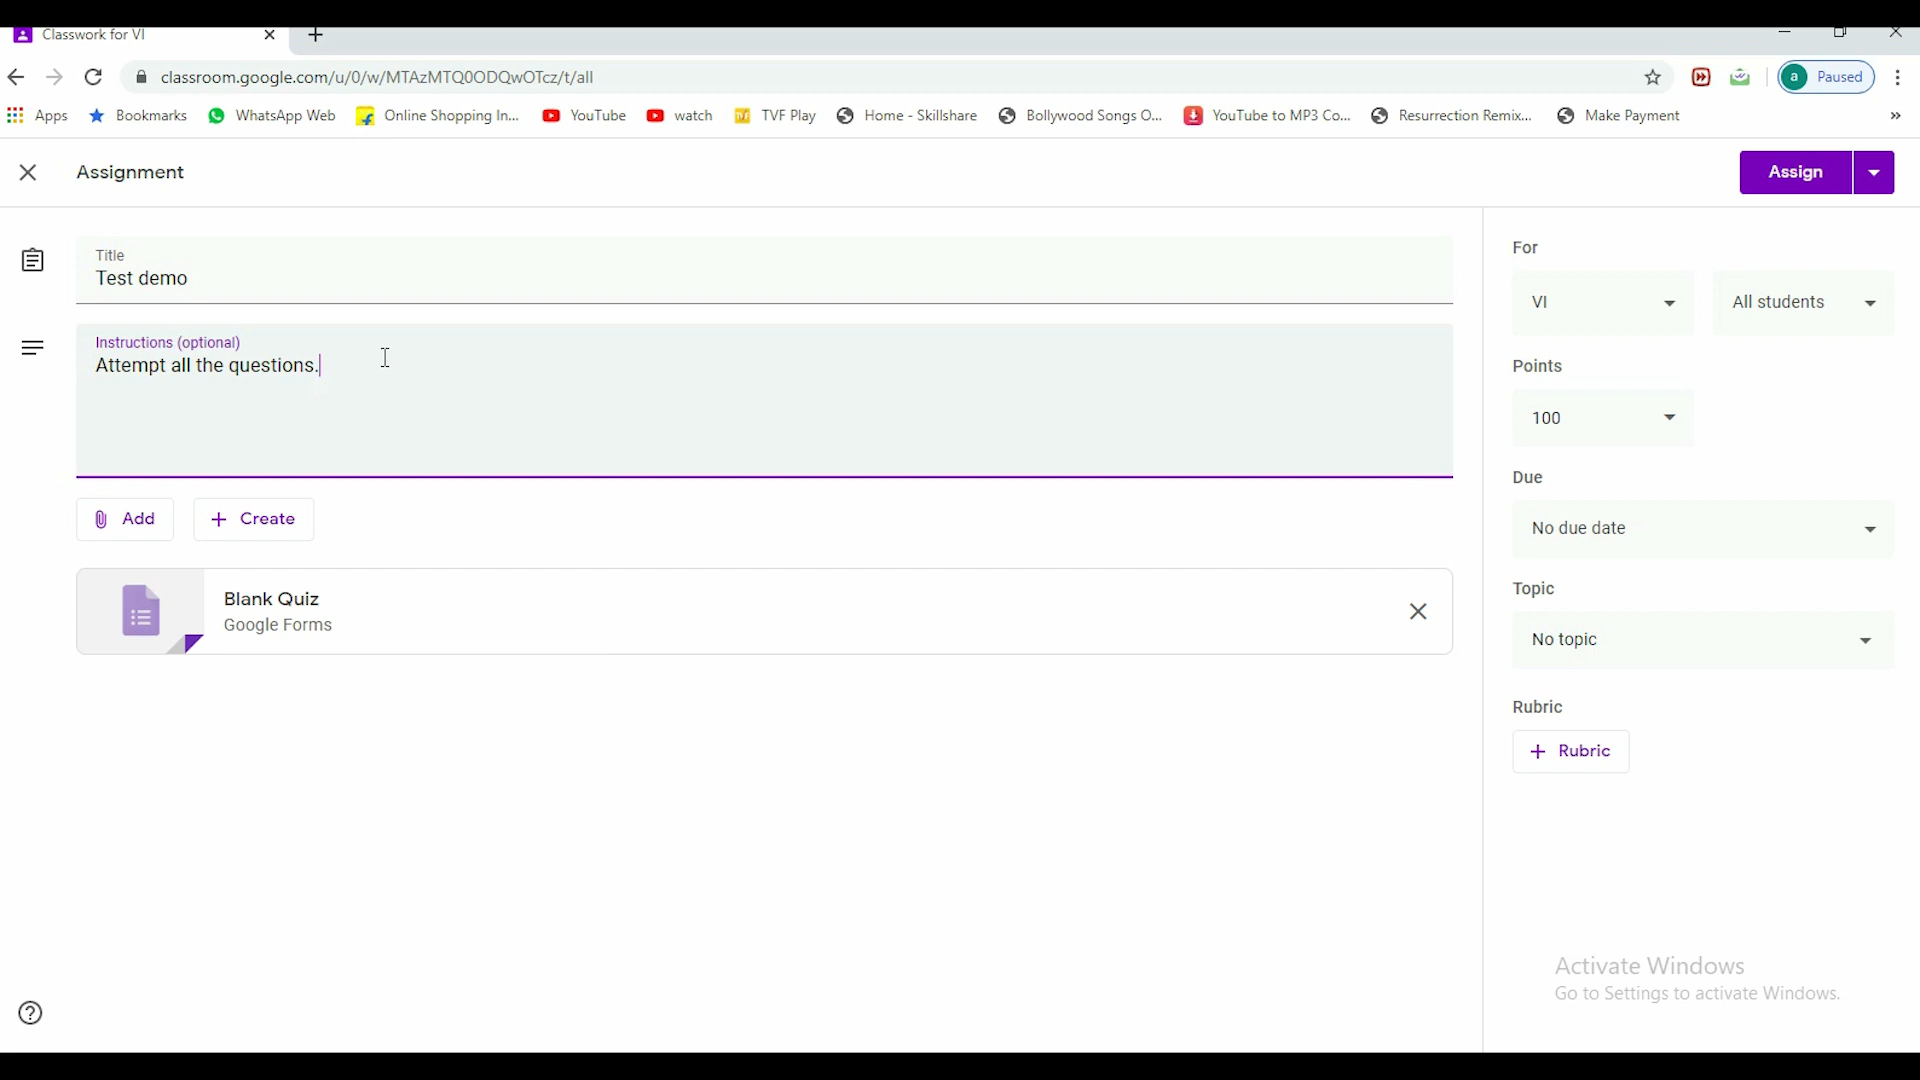 Classwork for VI
classroom.google.com/u/0/w/MTAzMTQ0ODQwOTcz/t/all
a Paused
Apps Bookmarks WhatsApp Web Online Shopping In... YouTube watch TVF Play Home - Skillshare Bollywood Songs O... YouTube to MP3 Co... Resurrection Remix... Make Payment »
Assignment
Assign
Title
Test demo
Instructions (optional)
Attempt all the questions.
Add
Create
Blank Quiz
Google Forms
For
VI
All students
Points
100
Due
No due date
Topic
No topic
Rubric
Rubric
Activate Windows
Go to Settings to activate Windows.